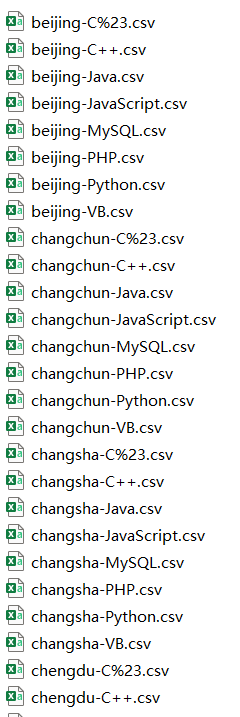 beijing-C%23.csv
beijing-C++.csv
beijing-Java.csv
beijing-JavaScript.csv
beijing-MySQL.csv
beijing-PHP.csv
beijing-Python.csv
beijing-VB.csv
changchun-C%23.csv
changchun-C++.csv
changchun-Java.csv
changchun-JavaScript.csv
changchun-MySQL.csv
changchun-PHP.csv
changchun-Python.csv
changchun-VB.csv
changsha-C%23.csv
changsha-C++.csv
changsha-Java.csv
changsha-JavaScript.csv
changsha-MySQL.csv
changsha-PHP.csv
changsha-Python.csv
changsha-VB.csv
chengdu-C%23.csv
chengdu-C++.csv